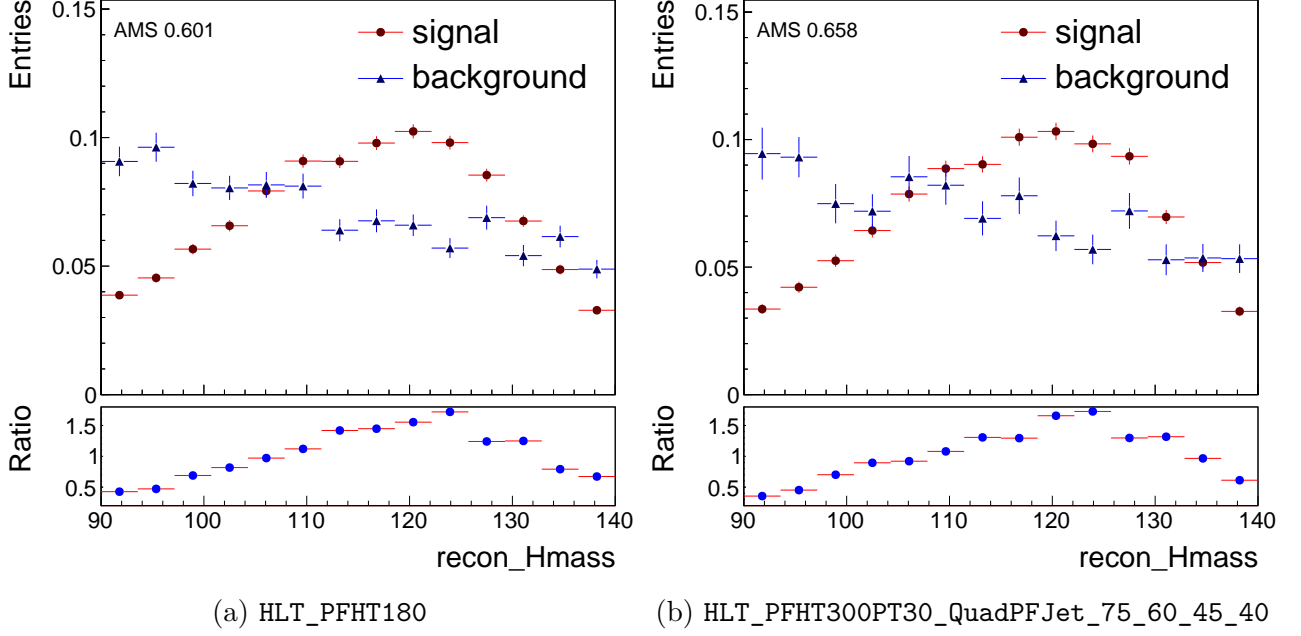 Entries
0.15
0.1
0.05
0
AMS 0.601
signal
background
Ratio
1.5
1
0.5
90 100 110 120 130 140
recon_Hmass
(a) HLT_PFHT180
Entries
0.15
0.1
0.05
0
AMS 0.658
signal
background
Ratio
1.5
1
0.5
90 100 110 120 130 140
recon_Hmass
(b) HLT_PFHT300PT30_QuadPFJet_75_60_45_40